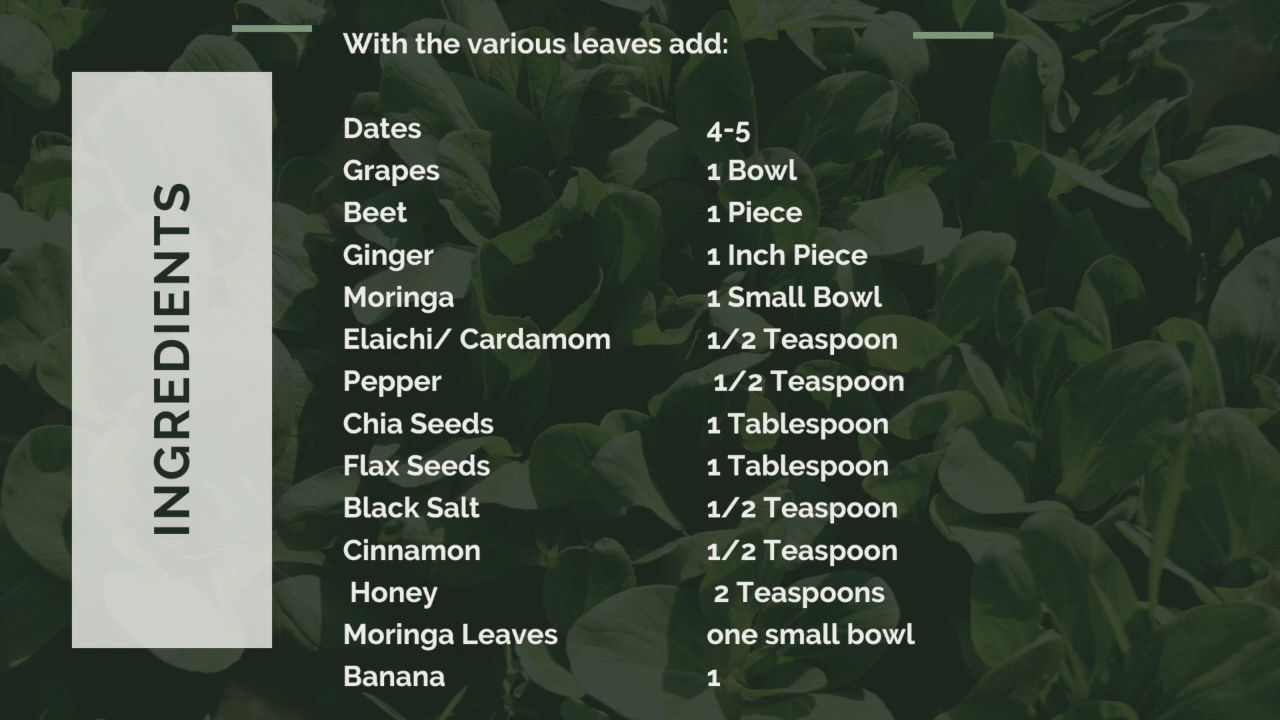 INGREDIENTS
With the various leaves add:
Dates 4-5
Grapes 1 Bowl
Beet 1 Piece
Ginger 1 Inch Piece
Moringa 1 Small Bowl
Elaichi/ Cardamom 1/2 Teaspoon
Pepper 1/2 Teaspoon
Chia Seeds 1 Tablespoon
Flax Seeds 1 Tablespoon
Black Salt 1/2 Teaspoon
Cinnamon 1/2 Teaspoon
Honey 2 Teaspoons
Moringa Leaves one small bowl
Banana 1